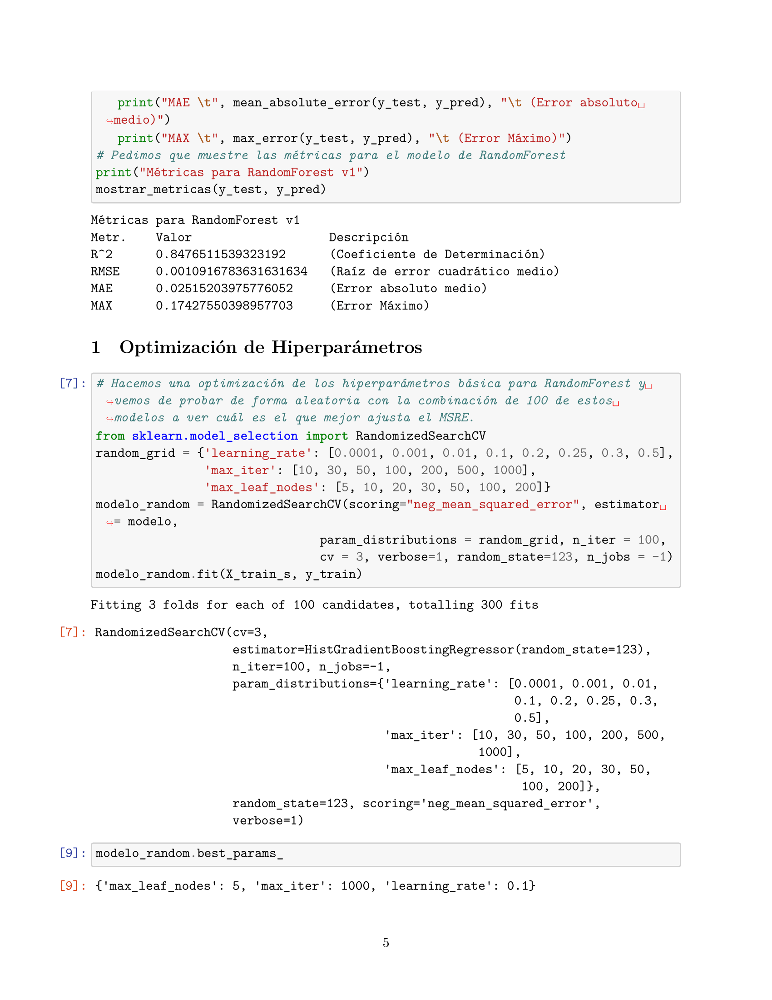 print("MAE \t", mean_absolute_error(y_test, y_pred), "\t (Error absoluto␣
↪medio)")
   print("MAX \t", max_error(y_test, y_pred), "\t (Error Máximo)")
# Pedimos que muestre las métricas para el modelo de RandomForest
print("Métricas para RandomForest v1")
mostrar_metricas(y_test, y_pred)
Métricas para RandomForest v1
Metr.    Valor                   Descripción
R^2      0.8476511539323192      (Coeficiente de Determinación)
RMSE     0.0010916783631631634   (Raíz de error cuadrático medio)
MAE      0.02515203975776052     (Error absoluto medio)
MAX      0.17427550398957703     (Error Máximo)
1 Optimización de Hiperparámetros
[7]: # Hacemos una optimización de los hiperparámetros básica para RandomForest y␣
↪vemos de probar de forma aleatoria con la combinación de 100 de estos␣
↪modelos a ver cuál es el que mejor ajusta el MSRE.
from sklearn.model_selection import RandomizedSearchCV
random_grid = {'learning_rate': [0.0001, 0.001, 0.01, 0.1, 0.2, 0.25, 0.3, 0.5],
               'max_iter': [10, 30, 50, 100, 200, 500, 1000],
               'max_leaf_nodes': [5, 10, 20, 30, 50, 100, 200]}
modelo_random = RandomizedSearchCV(scoring="neg_mean_squared_error", estimator␣
↪= modelo,
                               param_distributions = random_grid, n_iter = 100,
                               cv = 3, verbose=1, random_state=123, n_jobs = -1)
modelo_random.fit(X_train_s, y_train)
Fitting 3 folds for each of 100 candidates, totalling 300 fits
[7]: RandomizedSearchCV(cv=3,
                   estimator=HistGradientBoostingRegressor(random_state=123),
                   n_iter=100, n_jobs=-1,
                   param_distributions={'learning_rate': [0.0001, 0.001, 0.01,
                                                          0.1, 0.2, 0.25, 0.3,
                                                          0.5],
                                        'max_iter': [10, 30, 50, 100, 200, 500,
                                                     1000],
                                        'max_leaf_nodes': [5, 10, 20, 30, 50,
                                                           100, 200]},
                   random_state=123, scoring='neg_mean_squared_error',
                   verbose=1)
[9]: modelo_random.best_params_
[9]: {'max_leaf_nodes': 5, 'max_iter': 1000, 'learning_rate': 0.1}
5